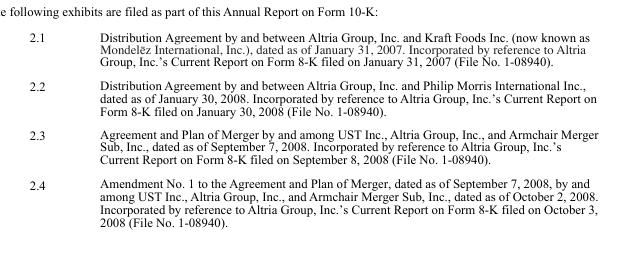 e following exhibits are filed as part of this Annual Report on Form 10-K:
2.1 Distribution Agreement by and between Altria Group, Inc. and Kraft Foods Inc. (now known as
Mondelēz International, Inc.), dated as of January 31, 2007. Incorporated by reference to Altria
Group, Inc.'s Current Report on Form 8-K filed on January 31, 2007 (File No. 1-08940).
2.2 Distribution Agreement by and between Altria Group, Inc. and Philip Morris International Inc.,
dated as of January 30, 2008. Incorporated by reference to Altria Group, Inc.'s Current Report on
Form 8-K filed on January 30, 2008 (File No. 1-08940).
2.3 Agreement and Plan of Merger by and among UST Inc., Altria Group, Inc., and Armchair Merger
Sub, Inc., dated as of September 7, 2008. Incorporated by reference to Altria Group, Inc.'s
Current Report on Form 8-K filed on September 8, 2008 (File No. 1-08940).
2.4 Amendment No. 1 to the Agreement and Plan of Merger, dated as of September 7, 2008, by and
among UST Inc., Altria Group, Inc., and Armchair Merger Sub, Inc., dated as of October 2, 2008.
Incorporated by reference to Altria Group, Inc.'s Current Report on Form 8-K filed on October 3,
2008 (File No. 1-08940).